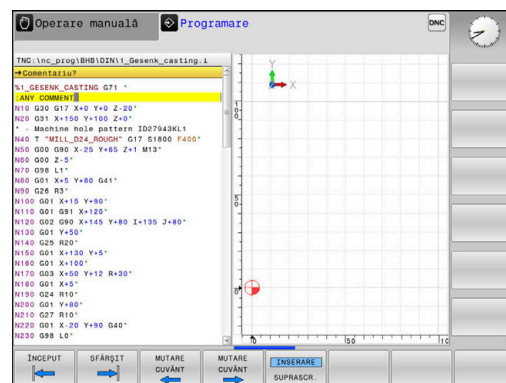 Operare manuală
Programare
DNC
TNC:\nc_prog\BHB\DIN\1_Gesenk_casting.i
→Comentariu?
%1_GESENK_CASTING G71 *
;ANY COMMENT
N10 G30 G17 X+0 Y+0 Z-20*
N20 G31 X+150 Y+100 Z+0*
* - Machine hole pattern ID27943KL1
N40 T "MILL_D24_ROUGH" G17 S1800 F400*
N50 G00 G90 X-25 Y+65 Z+1 M13*
N60 G00 Z-5*
N70 G98 L1*
N80 G01 X+5 Y+80 G41*
N90 G26 R3*
N100 G01 X+15 Y+90*
N110 G01 G91 X+120*
N120 G02 G90 X+145 Y+80 I+135 J+80*
N130 G01 Y+50*
N140 G25 R20*
N150 G01 X+130 Y+5*
N160 G01 X+100*
N170 G03 X+50 Y+12 R+30*
N180 G01 X+5*
N190 G24 R10*
N200 G01 Y+80*
N210 G27 R10*
N220 G01 X-20 Y+90 G40*
N230 G98 L0*
Y
X
ÎNCEPUT
SFÂRŞIT
MUTARE
CUVÂNT
MUTARE
CUVÂNT
INSERARE
SUPRASCR.